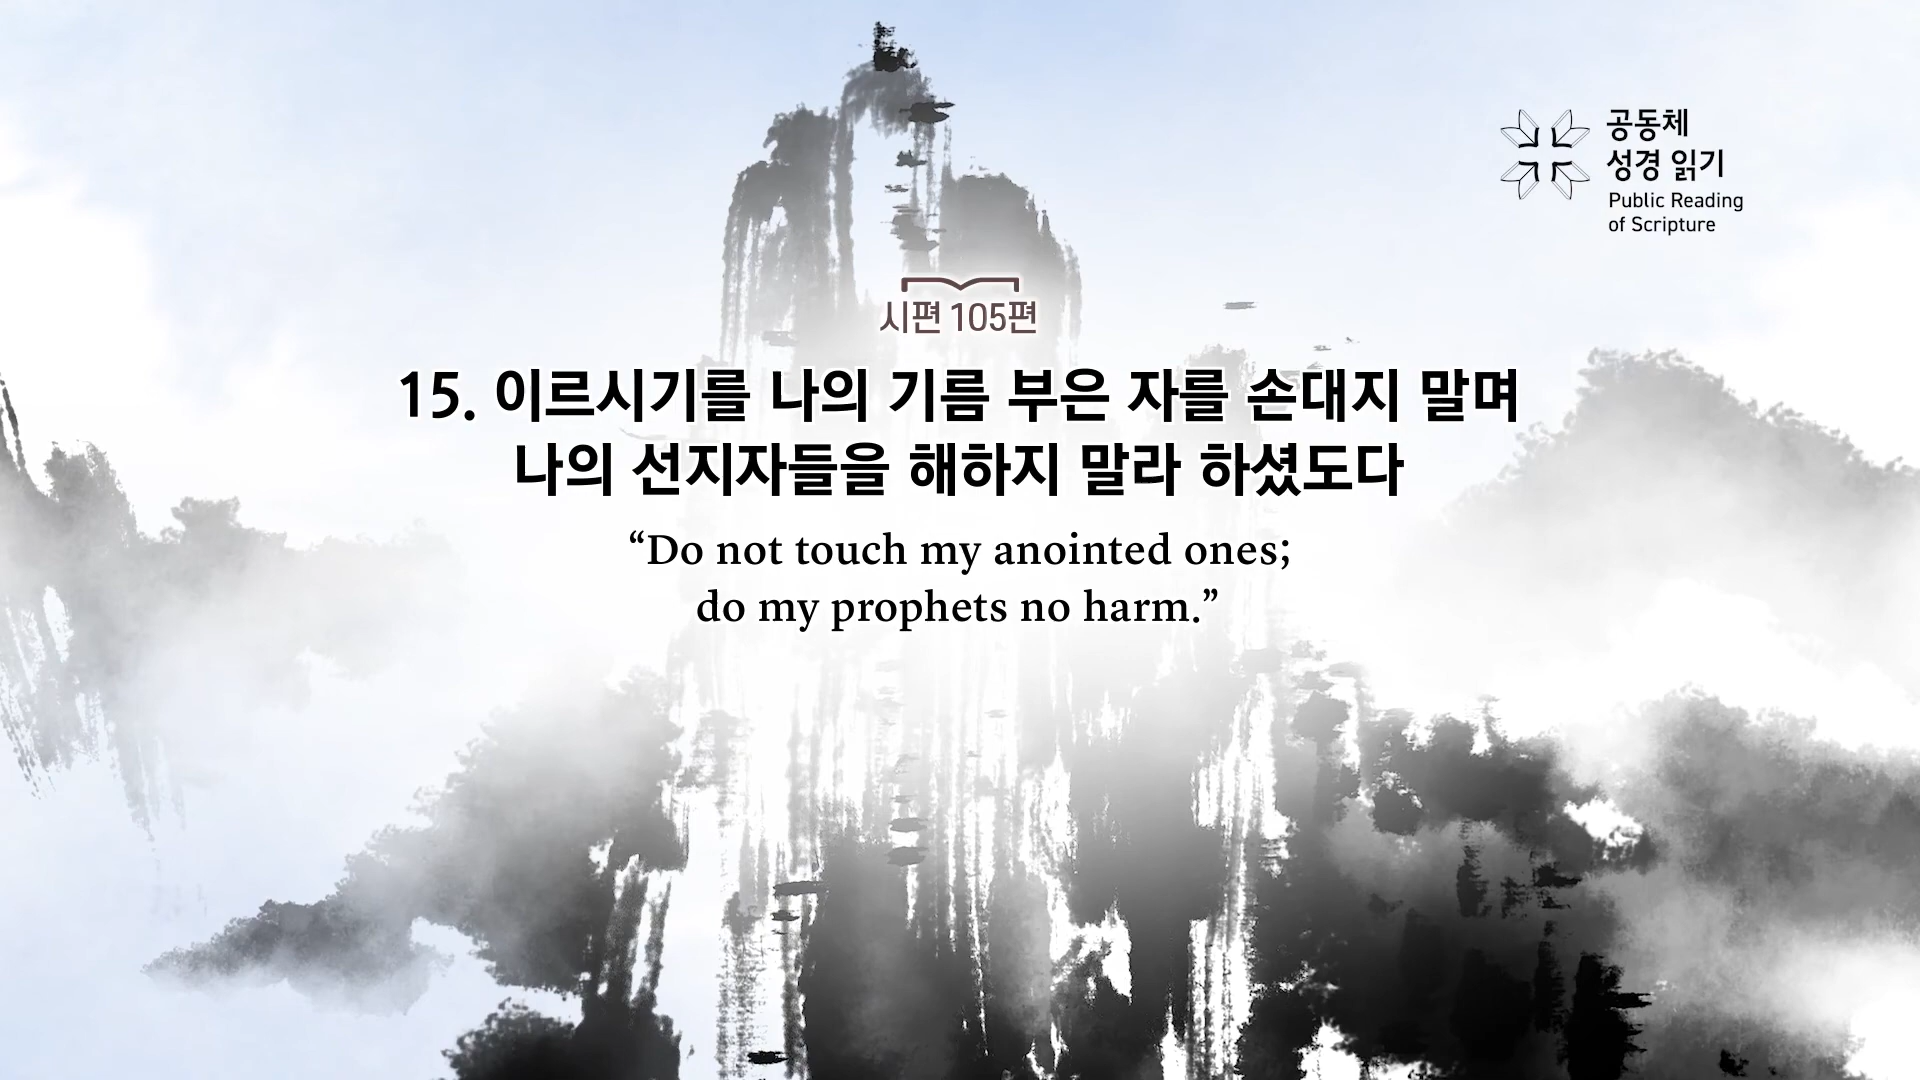 공동체
성경 읽기
Public Reading
of Scripture
시편 105편
15. 이르시기를 나의 기름 부은 자를 손대지 말며
나의 선지자들을 해하지 말라 하셨도다
“Do not touch my anointed ones;
do my prophets no harm.”